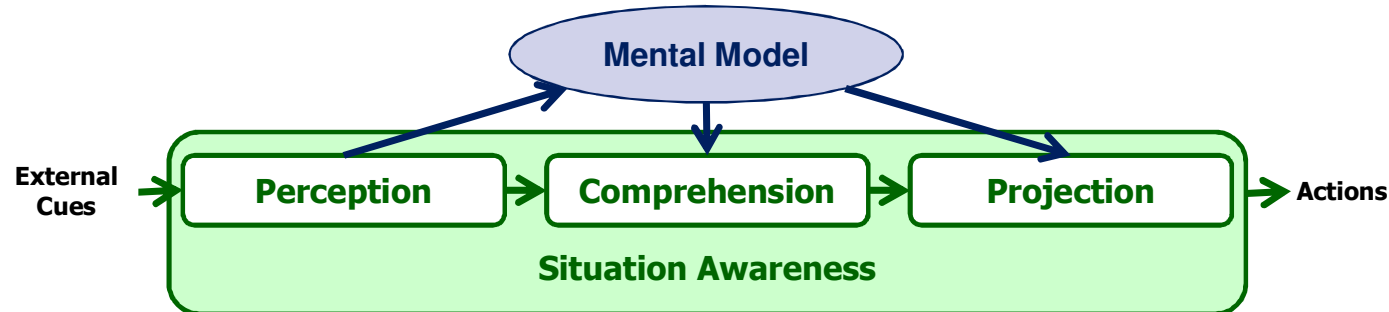 Mental Model
External
Cues
Perception
Comprehension
Projection
Actions
Situation Awareness